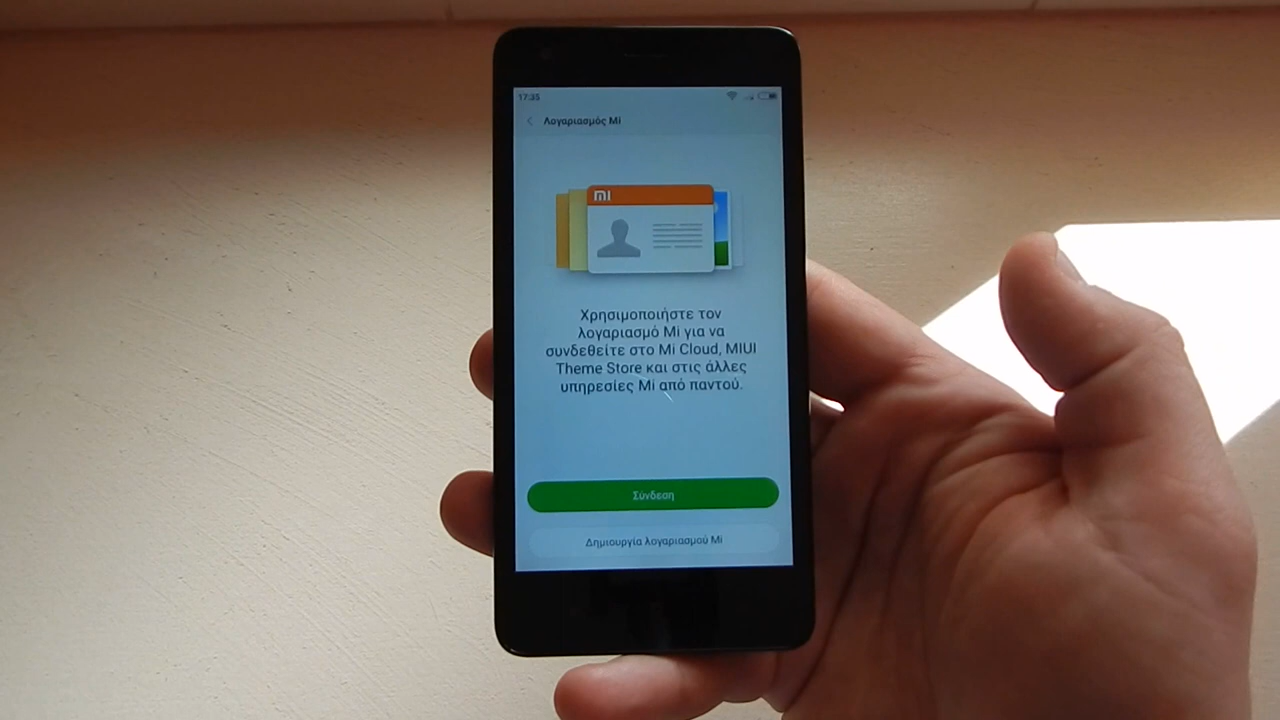 17:35
Λογαριασμός Mi
MI
Χρησιμοποιήστε τον
λογαριασμό Mi για να
συνδεθείτε στο Mi Cloud, MIUI
Theme Store και στις άλλες
υπηρεσίες Mi από παντού.
Σύνδεση
Δημιουργία λογαριασμού Mi